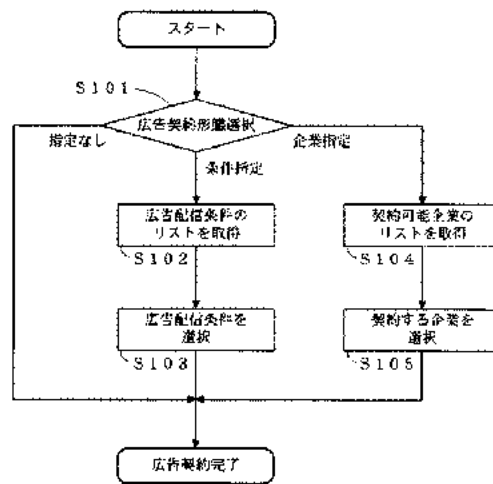 スタート
S101
広告契約形態選択
指定なし
企業指定
条件指定
広告配信条件の
リストを取得
契約可能企業の
リストを取得
S102
S104
広告配信条件を
選択
契約する企業を
選択
S103
S105
広告契約完了